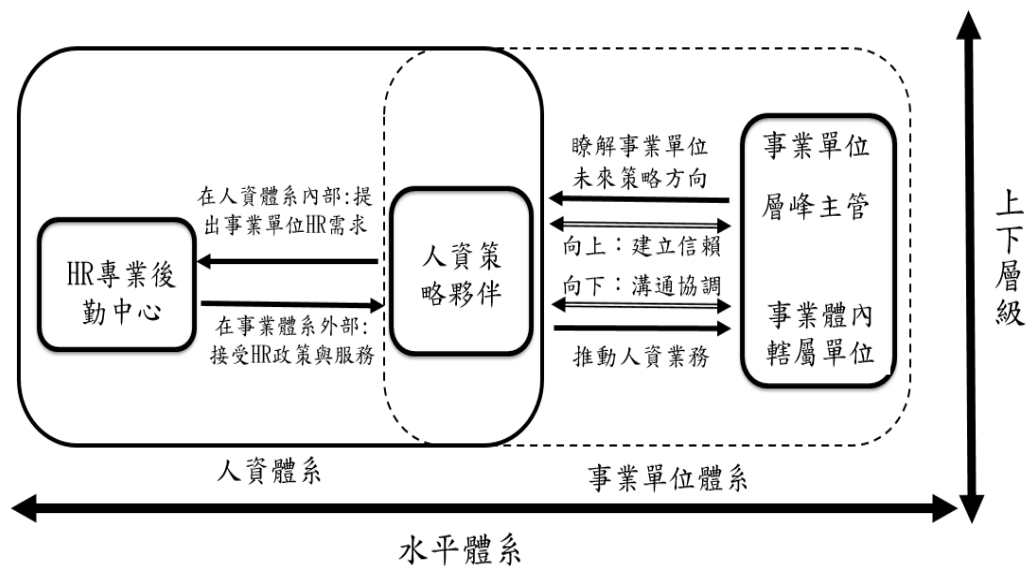 瞭解事業單位
未來策略方向
向上：建立信賴
向下：溝通協調
推動人資業務
事業單位
層峰主管
事業體內
轄屬單位
在人資體系內部:提
出事業單位HR需求
在事業體系外部:
接受HR政策與服務
HR專業後
勤中心
人資策
略夥伴
上下層級
人資體系
事業單位體系
水平體系